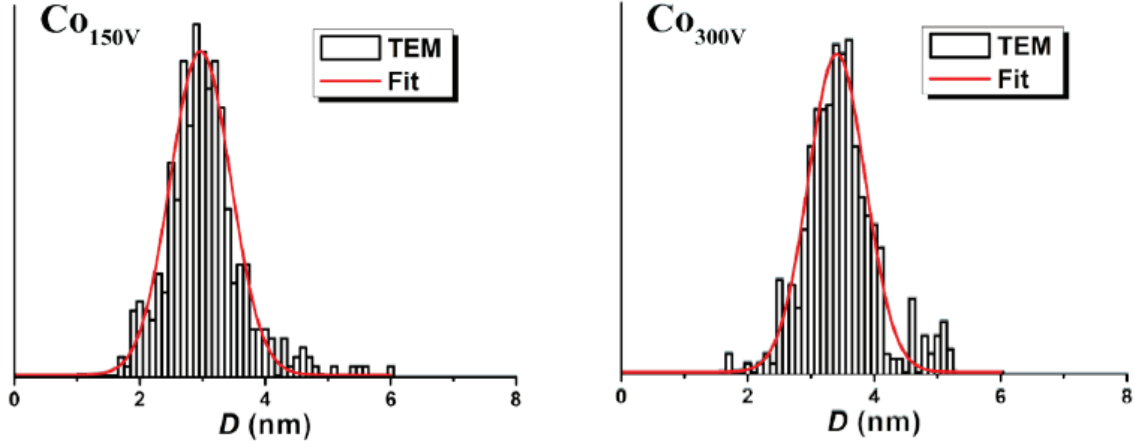 Co150V
TEM
Fit
0 2 4 6 8
D (nm)
Co300V
TEM
Fit
0 2 4 6 8
D (nm)